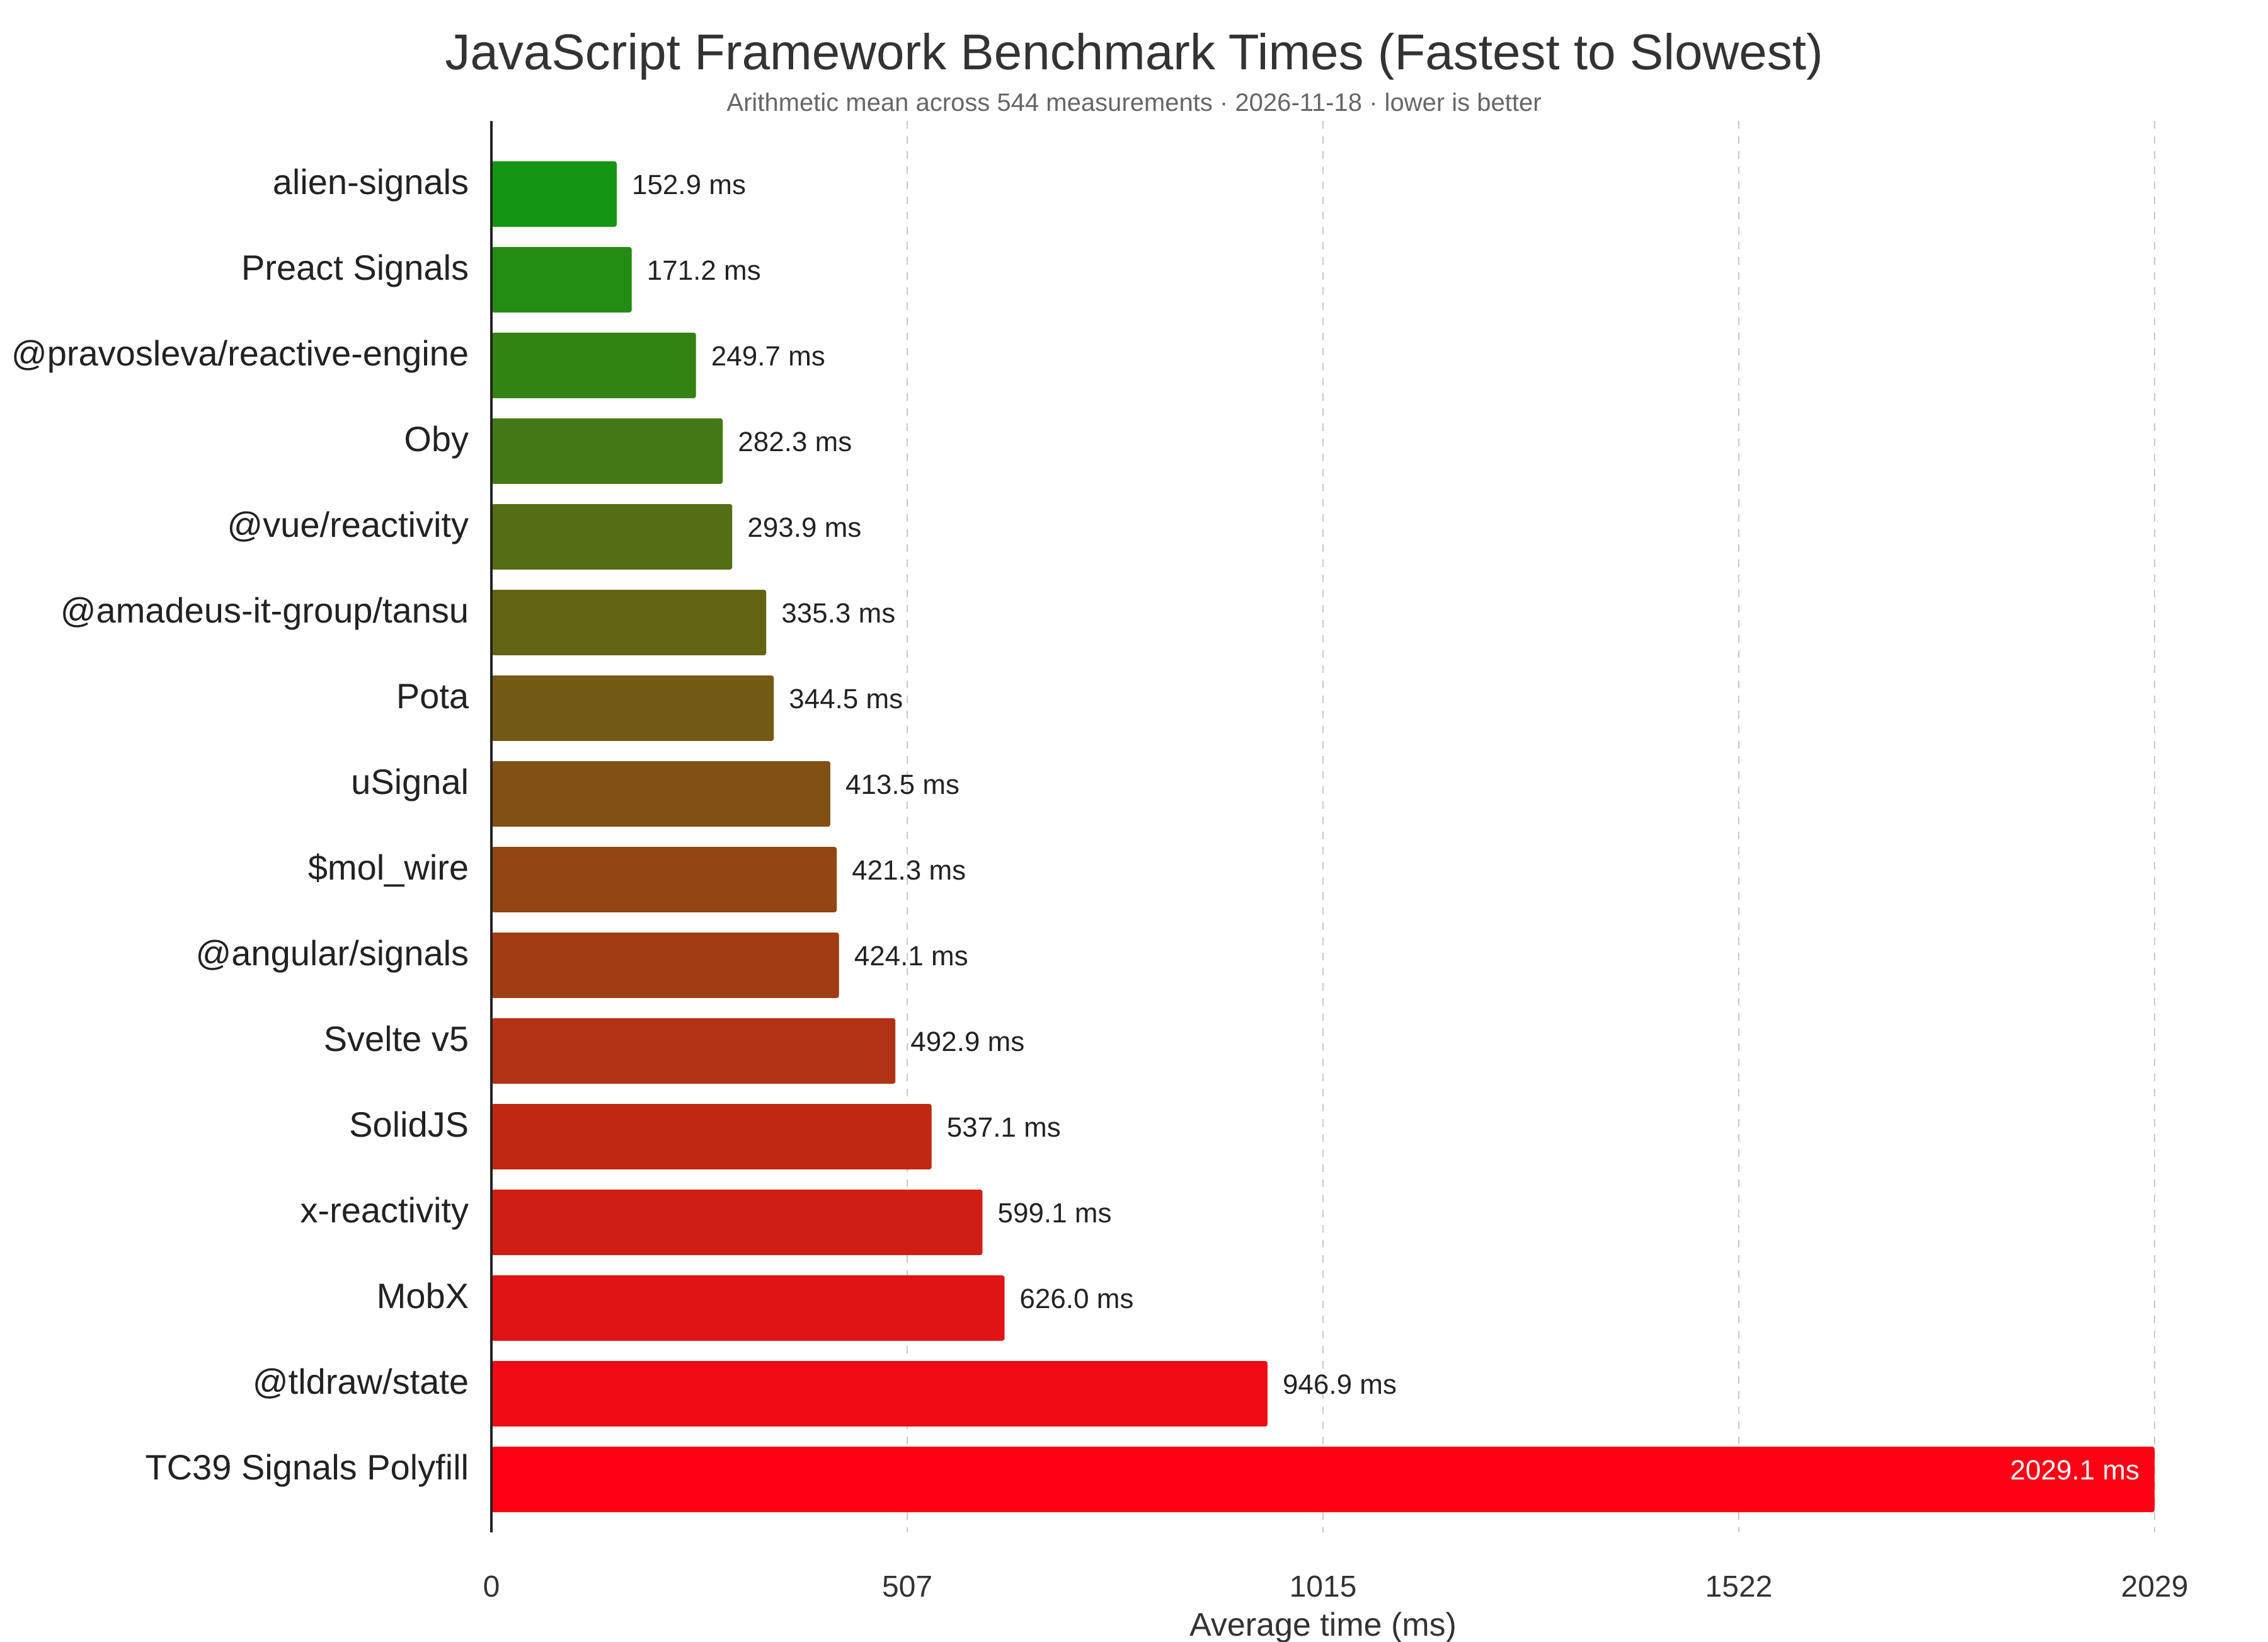 JavaScript Framework Benchmark Times (Fastest to Slowest)
Arithmetic mean across 544 measurements · 2026-11-18 · lower is better
alien-signals 152.9 ms
Preact Signals 171.2 ms
@pravosleva/reactive-engine 249.7 ms
Oby 282.3 ms
@vue/reactivity 293.9 ms
@amadeus-it-group/tansu 335.3 ms
Pota 344.5 ms
uSignal 413.5 ms
$mol_wire 421.3 ms
@angular/signals 424.1 ms
Svelte v5 492.9 ms
SolidJS 537.1 ms
x-reactivity 599.1 ms
MobX 626.0 ms
@tldraw/state 946.9 ms
TC39 Signals Polyfill 2029.1 ms
0 507 1015 1522 2029
Average time (ms)